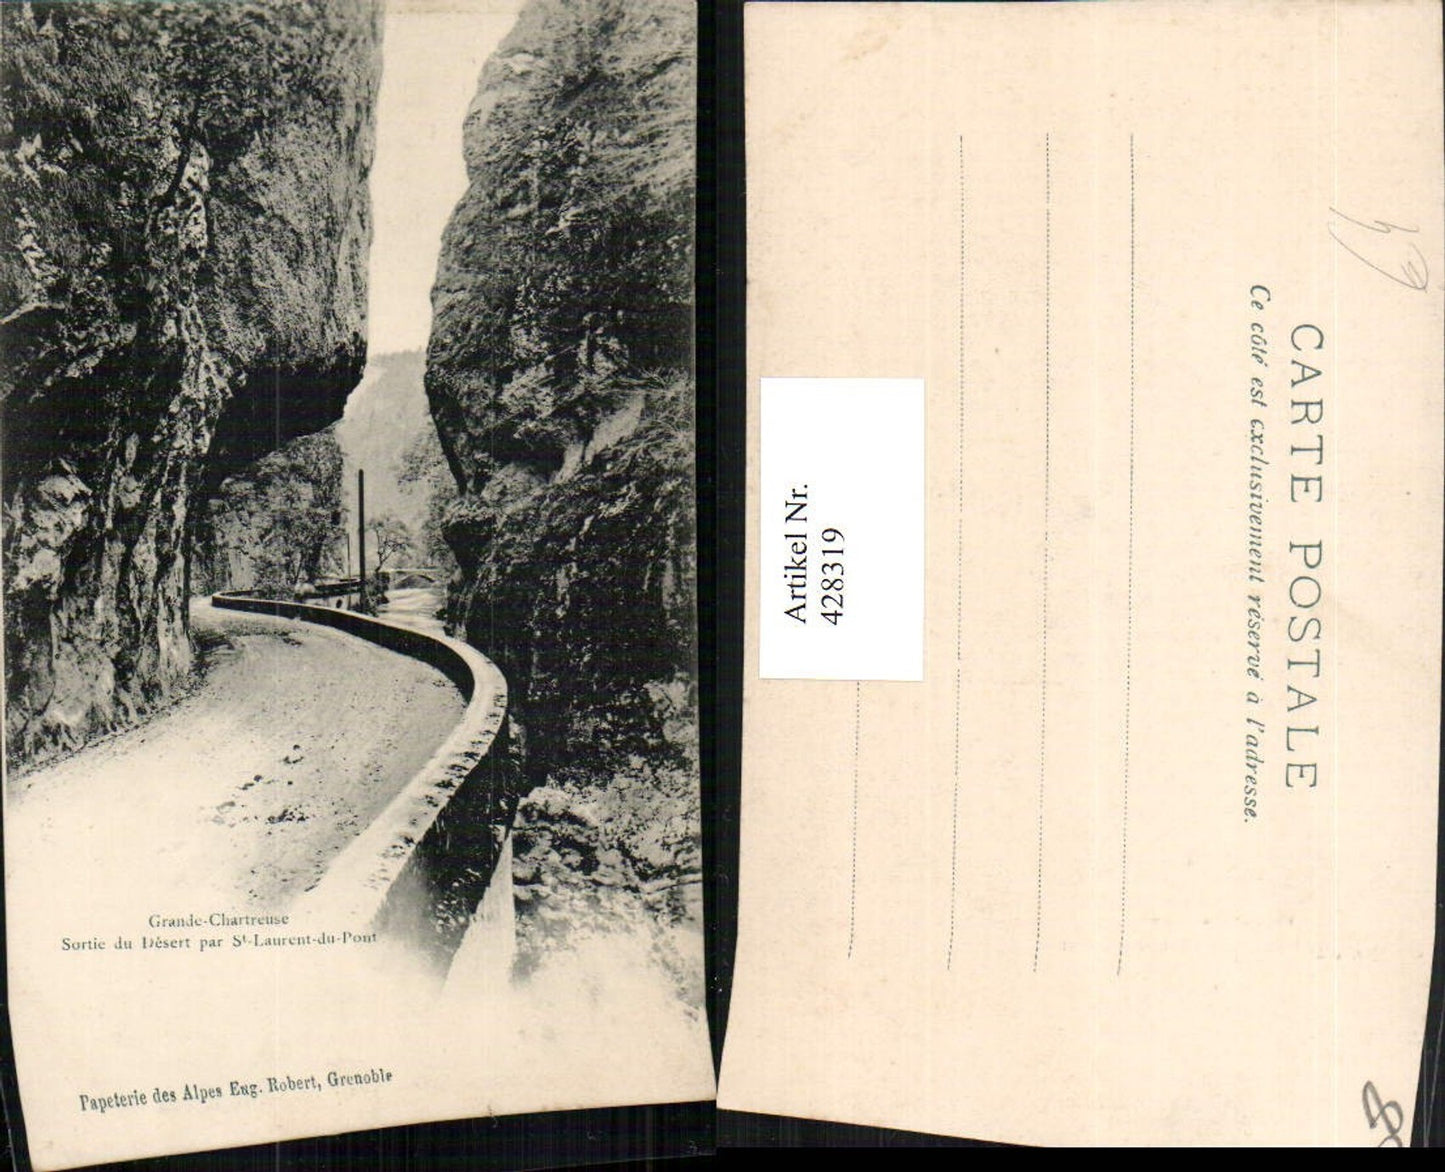 Grande-Chartreuse
Sortie du Désert par St-Laurent-du-Pont
Papeterie des Alpes Eug. Robert, Grenoble
Artikel Nr.
428319
CARTE POSTALE
Ce côté est exclusivement réservé à l'adresse.